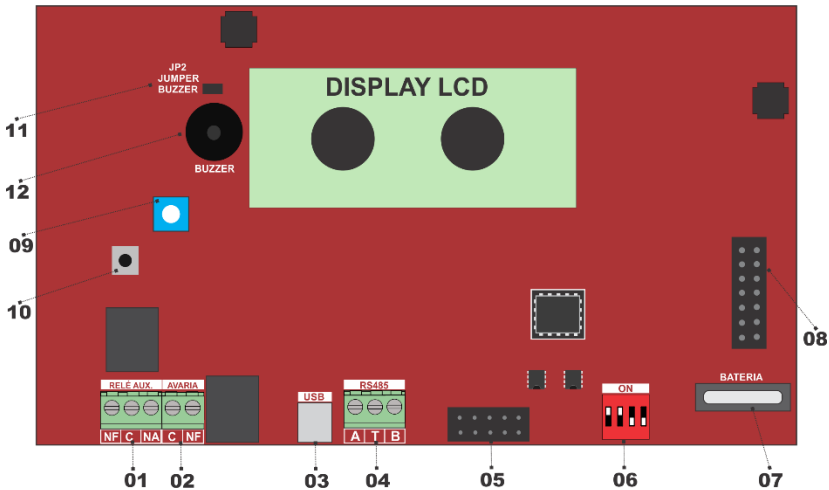 JP2
JUMPER
BUZZER
DISPLAY LCD
11
12
BUZZER
09
10
08
RELÉ AUX. AVARIA
USB
RS485
ON
BATERIA
NF C NA C NF
A T B
01 02 03 04 05 06 07